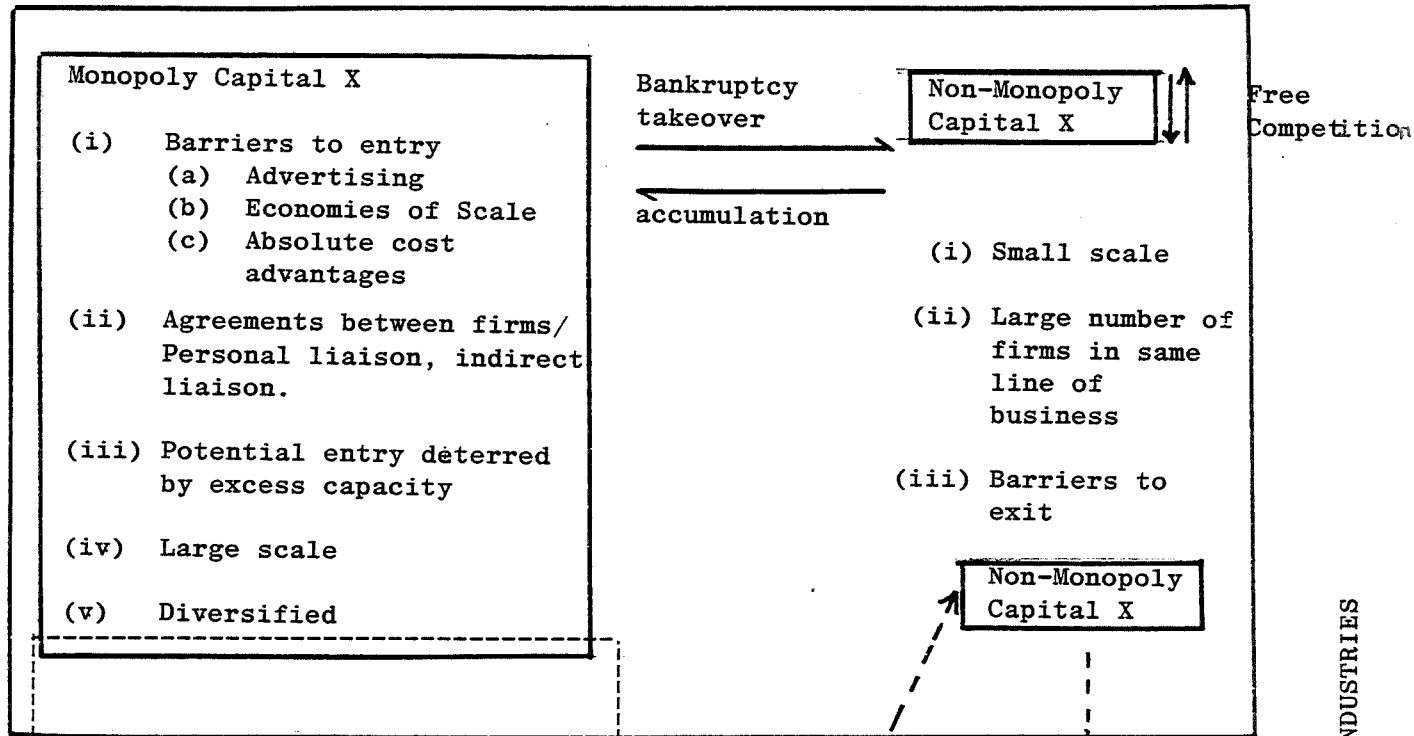 Monopoly Capital X
(i) Barriers to entry
(a) Advertising
(b) Economies of Scale
(c) Absolute cost
advantages
(ii) Agreements between firms/
Personal liaison, indirect
liaison.
(iii) Potential entry deterred
by excess capacity
(iv) Large scale
(v) Diversified
Bankruptcy
takeover
accumulation
Non-Monopoly
Capital X
Free
Competition
(i) Small scale
(ii) Large number of
firms in same
line of
business
(iii) Barriers to
exit
Non-Monopoly
Capital X